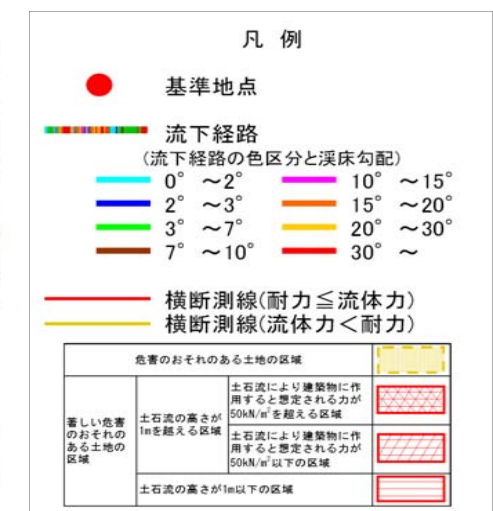 凡 例
基準地点
流下経路
(流下経路の色区分と渓床勾配)
0° ～2° 10° ～15°
2° ～3° 15° ～20°
3° ～7° 20° ～30°
7° ～10° 30° ～
横断測線(耐力≦流体力)
横断測線(流体力＜耐力)
危害のおそれのある土地の区域
著しい危害
のおそれの
ある土地の
区域
土石流の高さが
1mを超える区域
土石流により建築物に作
用すると想定される力が
50kN/㎡を超える区域
土石流により建築物に作
用すると想定される力が
50kN/㎡以下の区域
土石流の高さが1m以下の区域